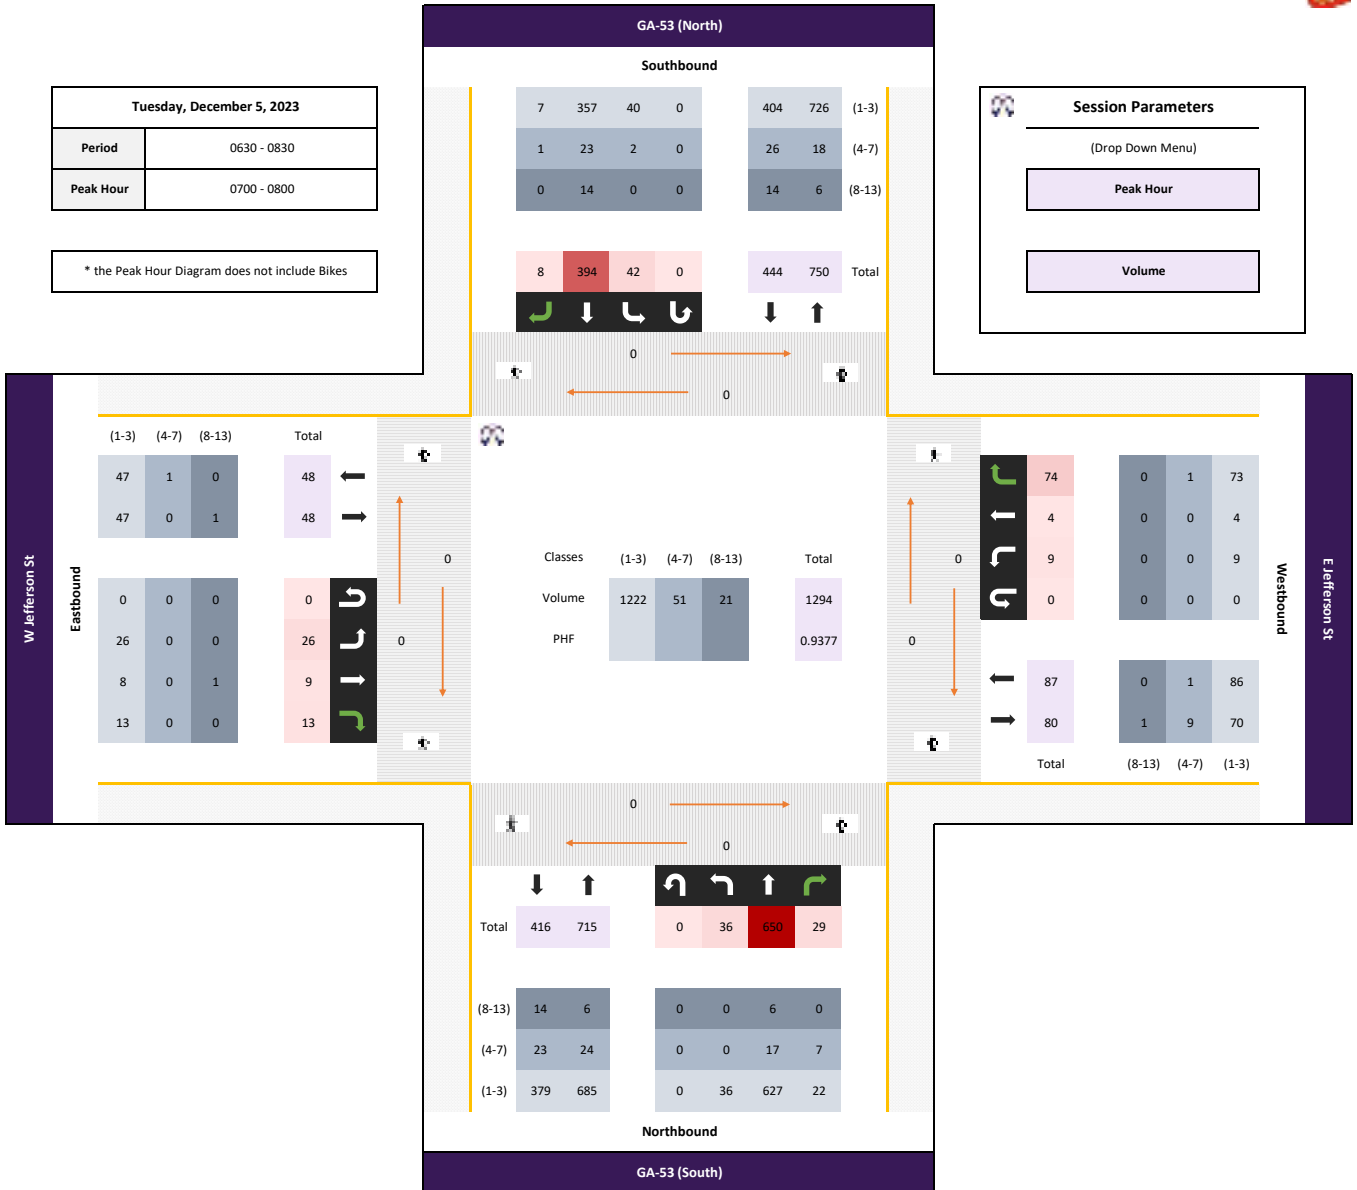 GA-53 (North)
Southbound
Tuesday, December 5, 2023
Period 0630 - 0830
Peak Hour 0700 - 0800
* the Peak Hour Diagram does not include Bikes
7 357 40 0 404 726 (1-3)
1 23 2 0 26 18 (4-7)
0 14 0 0 14 6 (8-13)
8 394 42 0 444 750 Total
Session Parameters
(Drop Down Menu)
Peak Hour
Volume
0
0
W Jefferson St
Eastbound
(1-3) (4-7) (8-13) Total
47 1 0 48
47 0 1 48
0 0 0 0
26 0 0 26
8 0 1 9
13 0 0 13
0
0
Classes (1-3) (4-7) (8-13) Total
Volume 1222 51 21 1294
PHF 0.9377
0
0
74 0 1 73
4 0 0 4
9 0 0 9
0 0 0 0
87 0 1 86
80 1 9 70
Total (8-13) (4-7) (1-3)
Westbound
E Jefferson St
0
0
Total 416 715 0 36 650 29
(8-13) 14 6 0 0 6 0
(4-7) 23 24 0 0 17 7
(1-3) 379 685 0 36 627 22
Northbound
GA-53 (South)